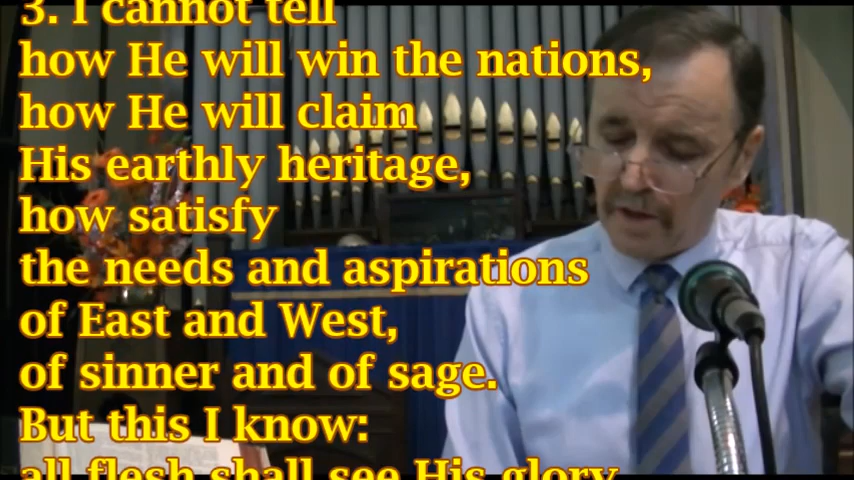 3. I cannot tell
how He will win the nations,
how He will claim
His earthly heritage,
how satisfy
the needs and aspirations
of East and West,
of sinner and of sage.
But this I know:
all flesh shall see His glory